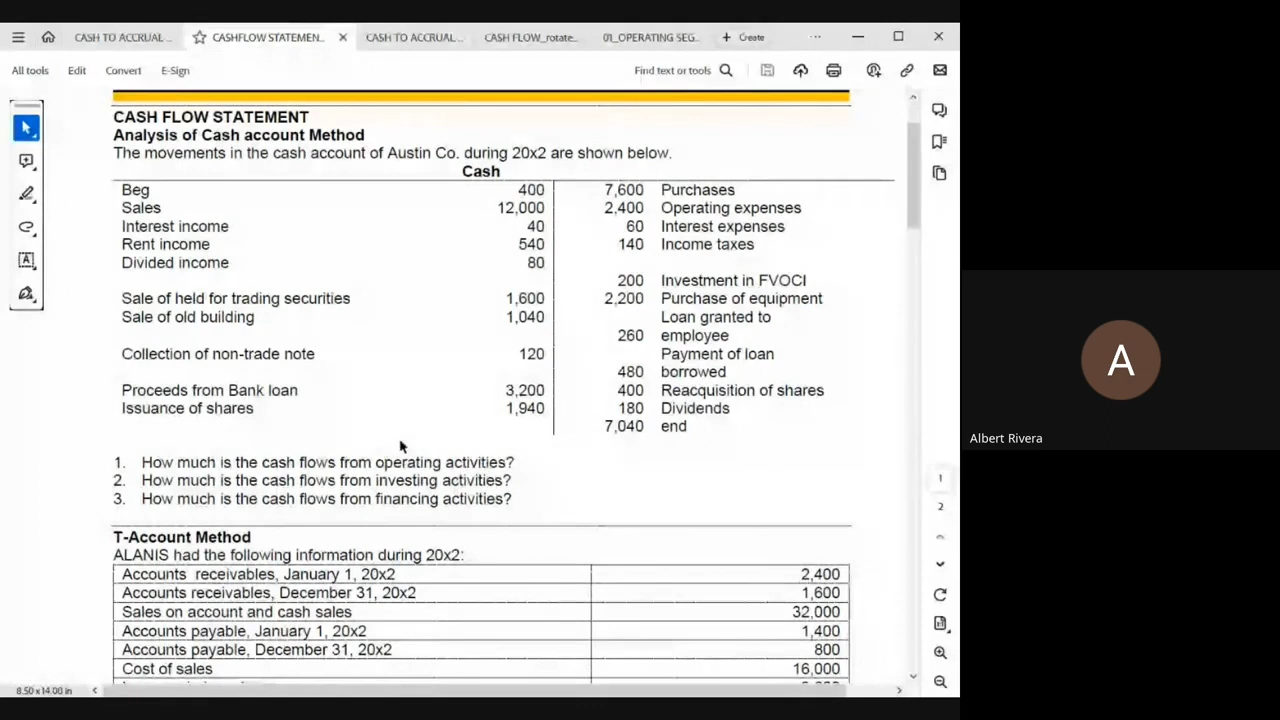 CASH TO ACCRUAL ...
CASHFLOW STATEMEN...
CASH TO ACCRUAL...
CASH FLOW_rotate...
01_OPERATING SEG...
+ Create
All tools
Edit
Convert
E-Sign
Find text or tools
CASH FLOW STATEMENT
Analysis of Cash account Method
The movements in the cash account of Austin Co. during 20x2 are shown below.
Cash
Beg 400 7,600 Purchases
Sales 12,000 2,400 Operating expenses
Interest income 40 60 Interest expenses
Rent income 540 140 Income taxes
Divided income 80
200 Investment in FVOCI
Sale of held for trading securities 1,600 2,200 Purchase of equipment
Sale of old building 1,040 Loan granted to
260 employee
Collection of non-trade note 120 Payment of loan
480 borrowed
Proceeds from Bank loan 3,200 400 Reacquisition of shares
Issuance of shares 1,940 180 Dividends
7,040 end
1. How much is the cash flows from operating activities?
2. How much is the cash flows from investing activities?
3. How much is the cash flows from financing activities?
T-Account Method
ALANIS had the following information during 20x2:
Accounts receivables, January 1, 20x2 2,400
Accounts receivables, December 31, 20x2 1,600
Sales on account and cash sales 32,000
Accounts payable, January 1, 20x2 1,400
Accounts payable, December 31, 20x2 800
Cost of sales 16,000
1
2
8.50 x 14.00 in
A
Albert Rivera